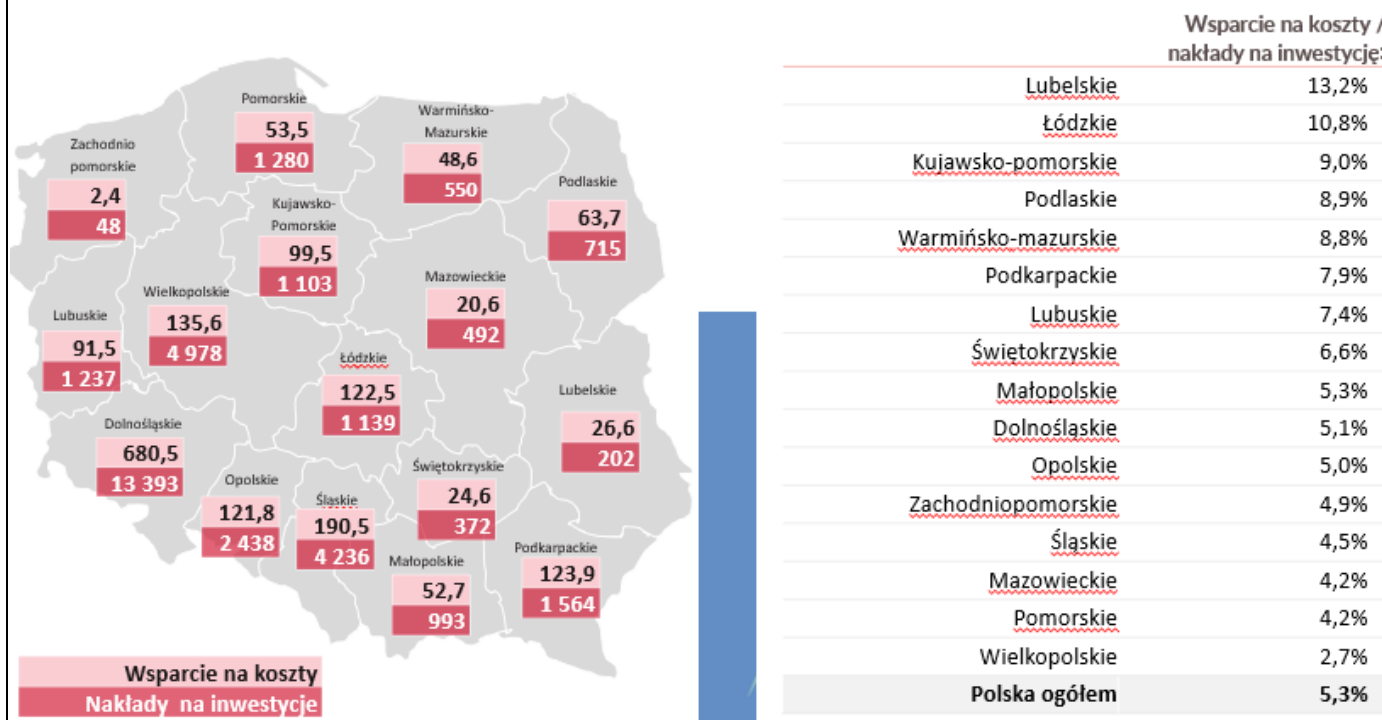 Pomorskie
53,5
1 280
Warmińsko-
Mazurskie
48,6
550
Zachodnio
pomorskie
2,4
48
Podlaskie
63,7
715
Kujawsko-
Pomorskie
99,5
1 103
Mazowieckie
20,6
492
Wielkopolskie
135,6
4 978
Lubuskie
91,5
1 237
Łódzkie
122,5
1 139
Lubelskie
26,6
202
Dolnośląskie
680,5
13 393
Opolskie
121,8
2 438
Śląskie
190,5
4 236
Świętokrzyskie
24,6
372
Małopolskie
52,7
993
Podkarpackie
123,9
1 564
Wsparcie na koszty
Nakłady na inwestycje
Wsparcie na koszty /
nakłady na inwestycję:
Lubelskie 13,2%
Łódzkie 10,8%
Kujawsko-pomorskie 9,0%
Podlaskie 8,9%
Warmińsko-mazurskie 8,8%
Podkarpackie 7,9%
Lubuskie 7,4%
Świętokrzyskie 6,6%
Małopolskie 5,3%
Dolnośląskie 5,1%
Opolskie 5,0%
Zachodniopomorskie 4,9%
Śląskie 4,5%
Mazowieckie 4,2%
Pomorskie 4,2%
Wielkopolskie 2,7%
Polska ogółem 5,3%